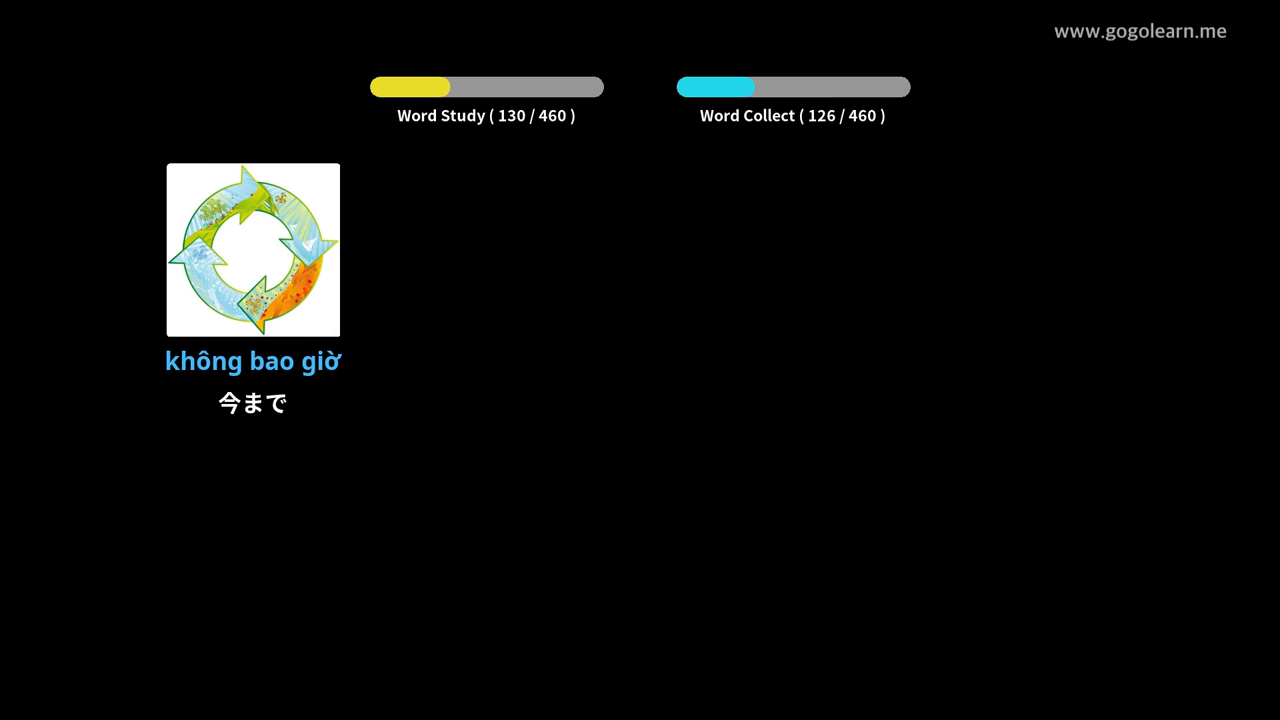 www.gogolearn.me
Word Study ( 130 / 460 )
Word Collect ( 126 / 460 )
không bao giờ
今まで